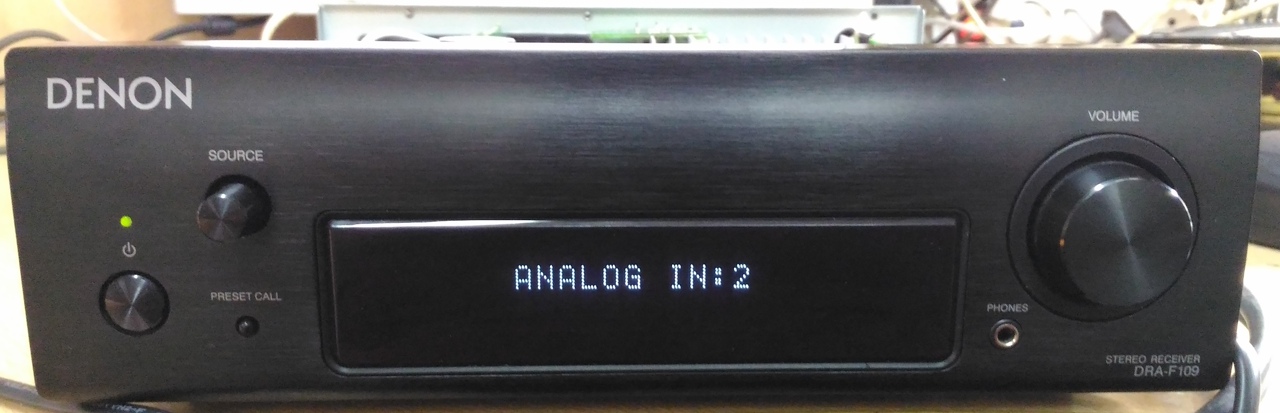 DENON
VOLUME
SOURCE
ANALOG IN:2
PRESET CALL
PHONES
STEREO RECEIVER
DRA-F109